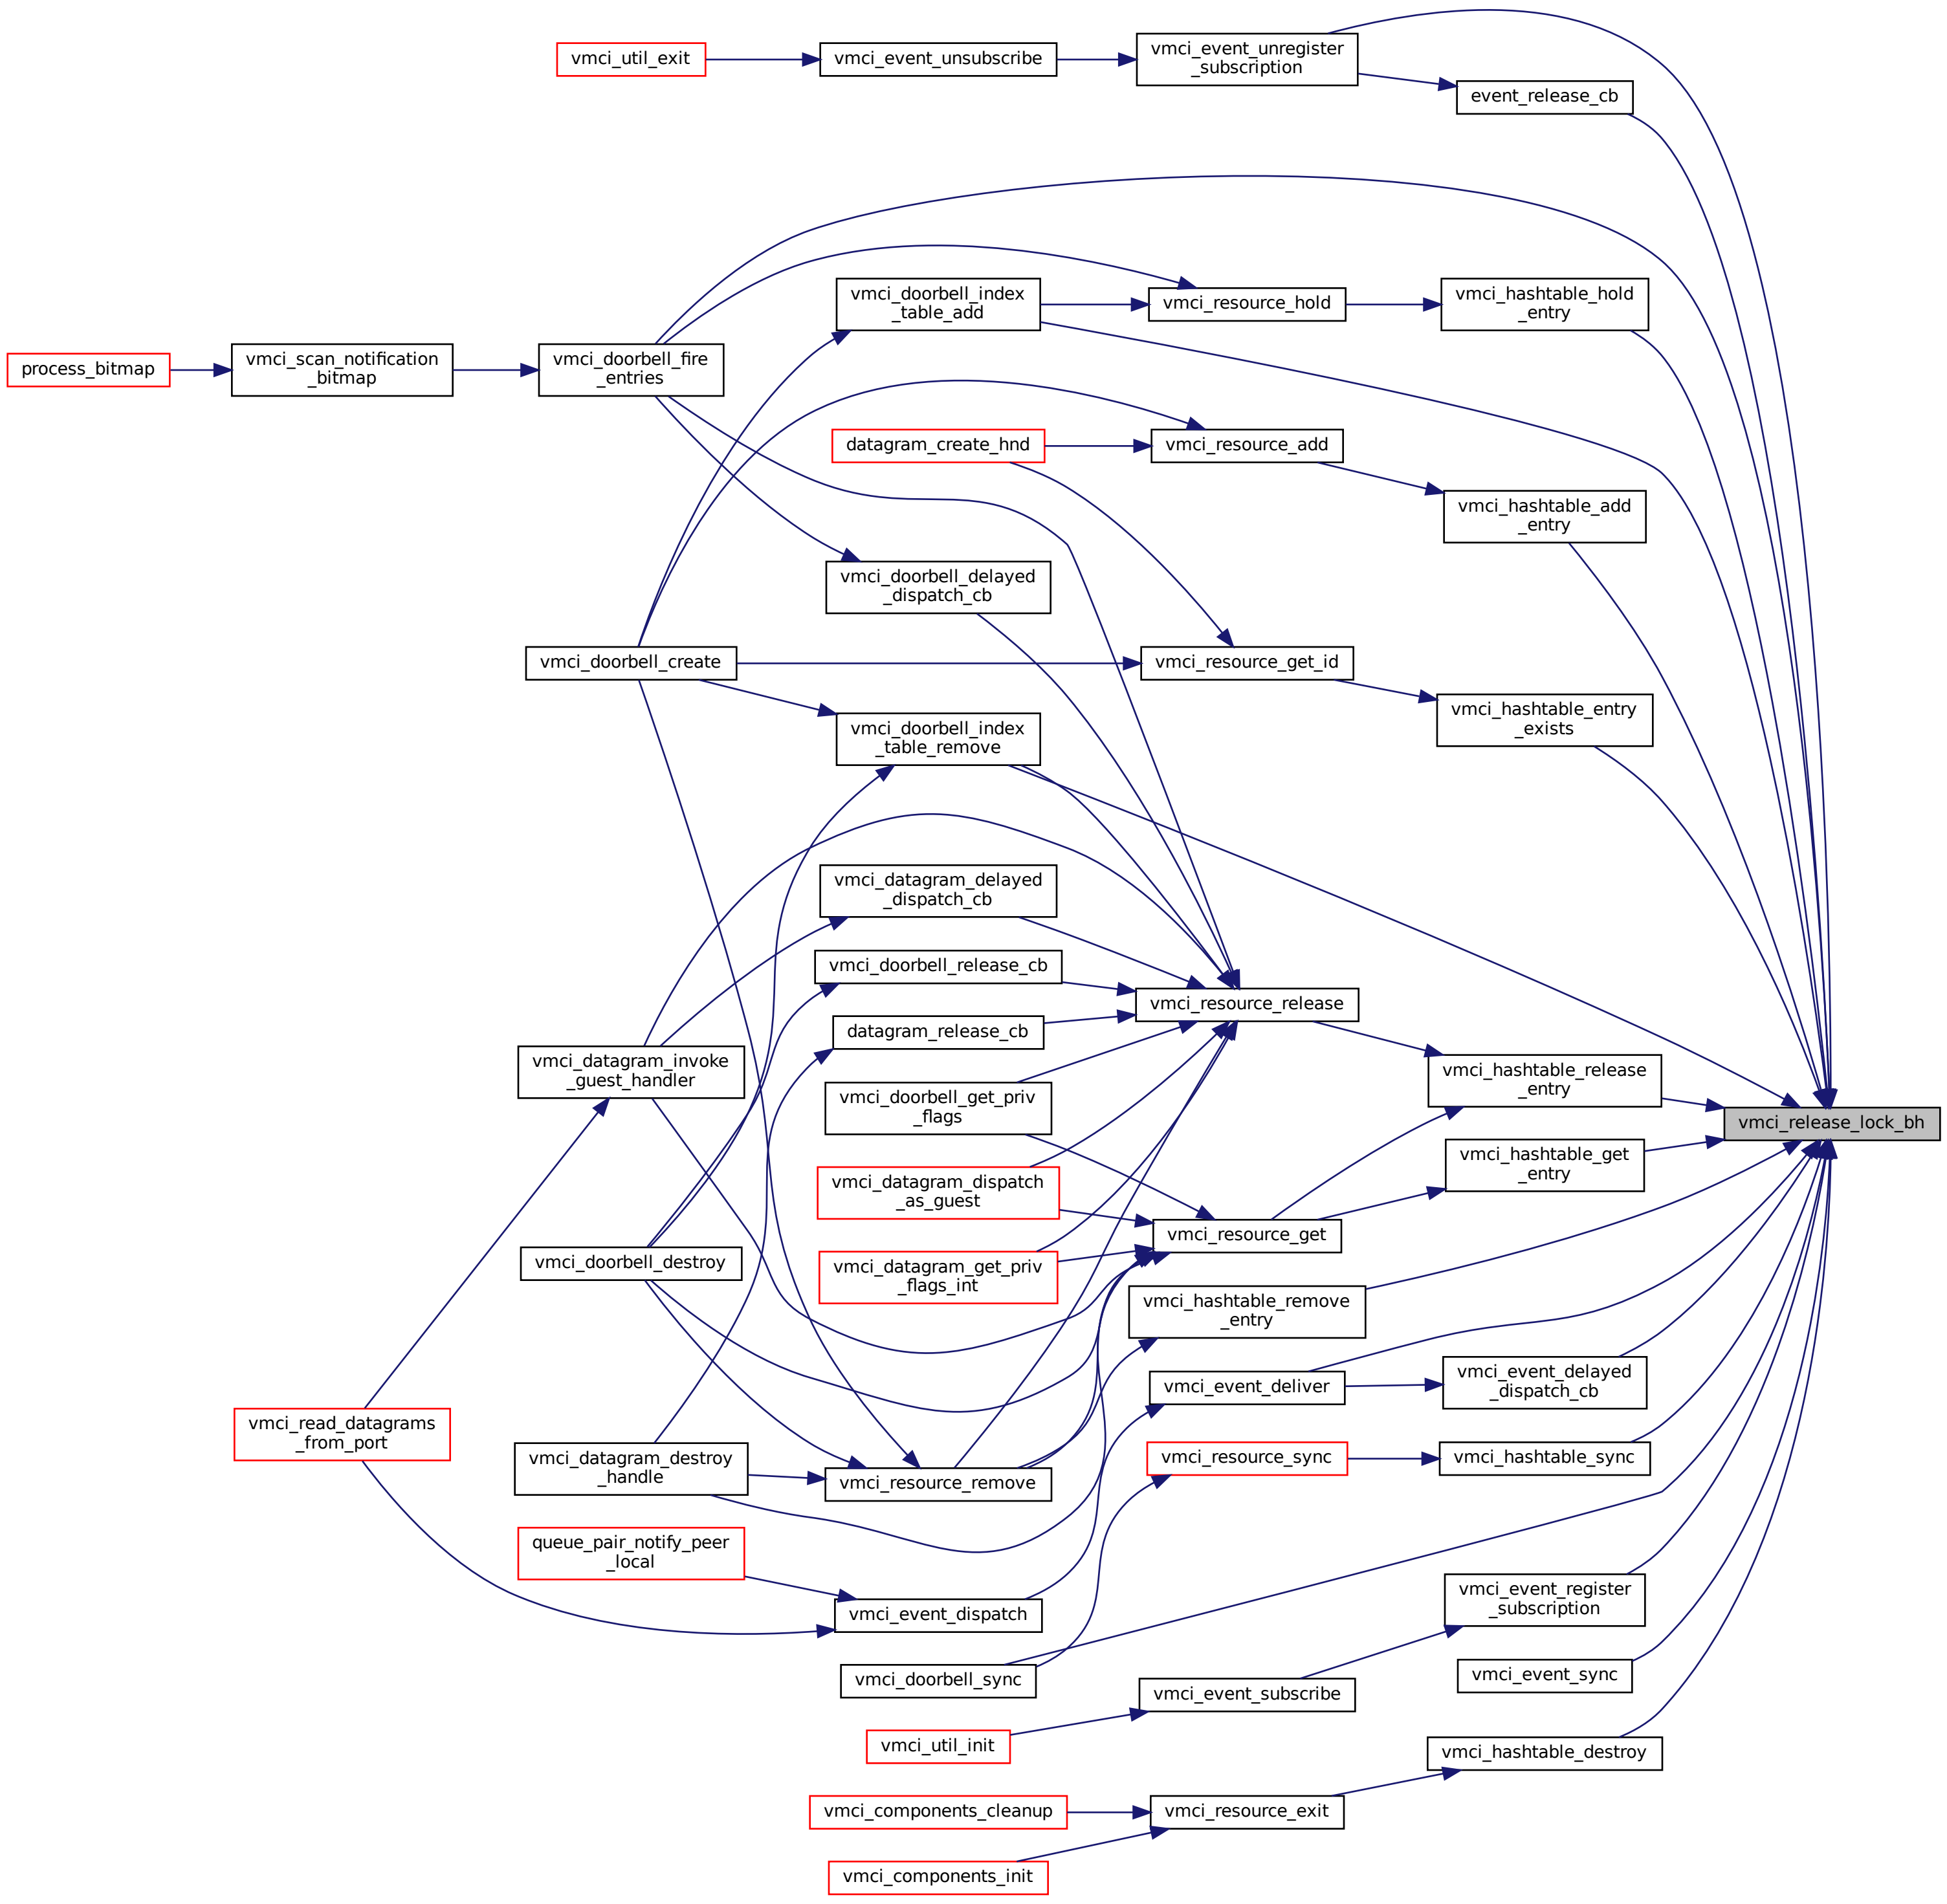 vmci_event_unregister
_subscription
vmci_util_exit
vmci_event_unsubscribe
event_release_cb
vmci_doorbell_index
_table_add
vmci_resource_hold
vmci_hashtable_hold
_entry
process_bitmap
vmci_scan_notification
_bitmap
vmci_doorbell_fire
_entries
datagram_create_hnd
vmci_resource_add
vmci_hashtable_add
_entry
vmci_doorbell_delayed
_dispatch_cb
vmci_doorbell_create
vmci_resource_get_id
vmci_hashtable_entry
_exists
vmci_doorbell_index
_table_remove
vmci_datagram_delayed
_dispatch_cb
vmci_doorbell_release_cb
vmci_resource_release
datagram_release_cb
vmci_datagram_invoke
_guest_handler
vmci_hashtable_release
_entry
vmci_doorbell_get_priv
_flags
vmci_release_lock_bh
vmci_hashtable_get
_entry
vmci_datagram_dispatch
_as_guest
vmci_resource_get
vmci_doorbell_destroy
vmci_datagram_get_priv
_flags_int
vmci_hashtable_remove
_entry
vmci_event_deliver
vmci_event_delayed
_dispatch_cb
vmci_read_datagrams
_from_port
vmci_datagram_destroy
_handle
vmci_resource_sync
vmci_hashtable_sync
vmci_resource_remove
queue_pair_notify_peer
_local
vmci_event_dispatch
vmci_event_register
_subscription
vmci_doorbell_sync
vmci_event_subscribe
vmci_event_sync
vmci_util_init
vmci_hashtable_destroy
vmci_components_cleanup
vmci_resource_exit
vmci_components_init